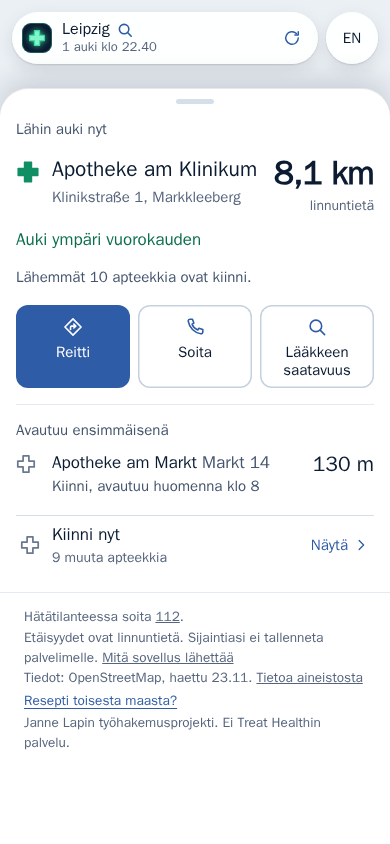 Leipzig
1 auki klo 22.40
EN
Lähin auki nyt
Apotheke am Klinikum
8,1 km
Klinikstraße 1, Markkleeberg
linnuntietä
Auki ympäri vuorokauden
Lähemmät 10 apteekkia ovat kiinni.
Reitti
Soita
Lääkkeen
saatavuus
Avautuu ensimmäisenä
Apotheke am Markt Markt 14
130 m
Kiinni, avautuu huomenna klo 8
Kiinni nyt
Näytä
9 muuta apteekkia
Hätätilanteessa soita 112.
Etäisyydet ovat linnuntietä. Sijaintiasi ei tallenneta
palvelimelle. Mitä sovellus lähettää
Tiedot: OpenStreetMap, haettu 23.11. Tietoa aineistosta
Resepti toisesta maasta?
Janne Lapin työhakemusprojekti. Ei Treat Healthin
palvelu.